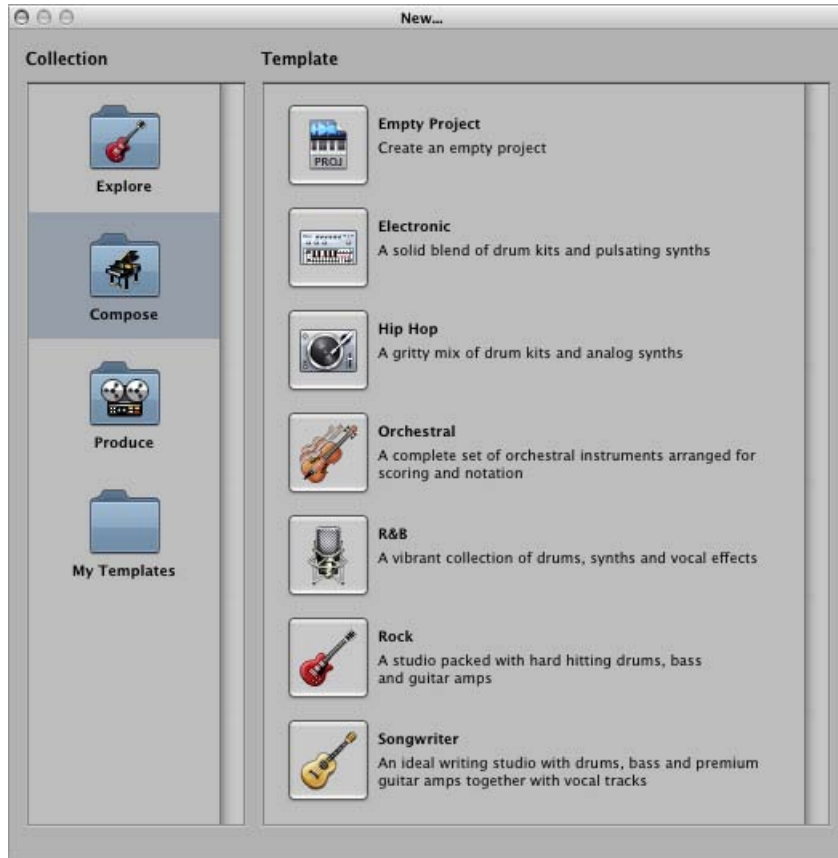 New...
Collection
Template
Explore
Compose
Produce
My Templates
PROJ
Empty Project
Create an empty project
Electronic
A solid blend of drum kits and pulsating synths
Hip Hop
A gritty mix of drum kits and analog synths
Orchestral
A complete set of orchestral instruments arranged for
scoring and notation
R&B
A vibrant collection of drums, synths and vocal effects
Rock
A studio packed with hard hitting drums, bass
and guitar amps
Songwriter
An ideal writing studio with drums, bass and premium
guitar amps together with vocal tracks